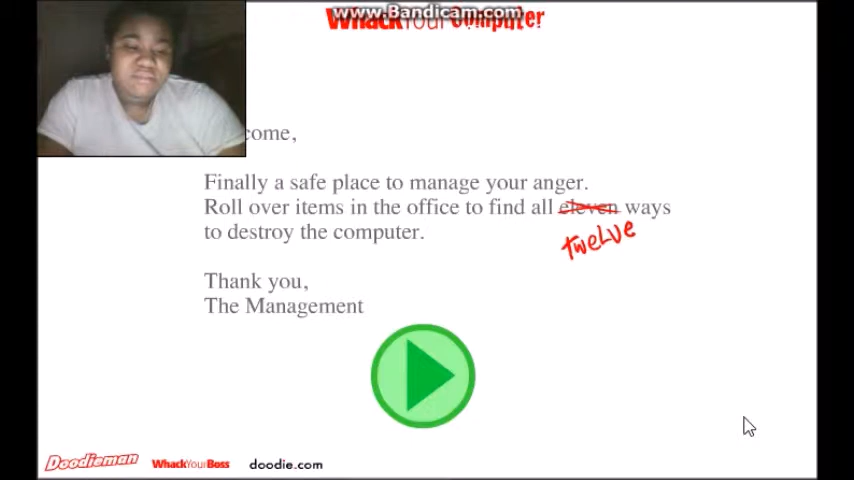 www.Bandicam.com
WhackYourComputer
come,
Finally a safe place to manage your anger.
Roll over items in the office to find all eleven ways
twelve
to destroy the computer.
Thank you,
The Management
Doodieman WhackYourBoss doodie.com